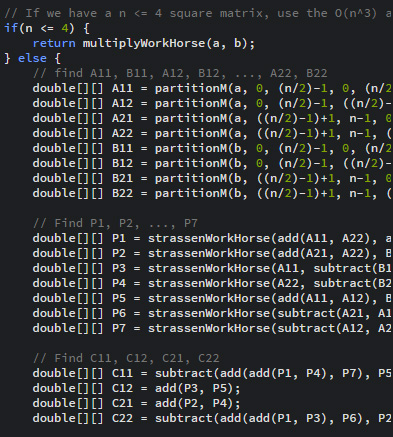 // If we have a n <= 4 square matrix, use the O(n^3) a
if(n <= 4) {
return multiplyWorkHorse(a, b);
} else {
// find A11, B11, A12, B12, ..., A22, B22
double[][] A11 = partitionM(a, 0, (n/2)-1, 0, (n/2
double[][] A12 = partitionM(a, 0, (n/2)-1, ((n/2)-
double[][] A21 = partitionM(a, ((n/2)-1)+1, n-1, 0
double[][] A22 = partitionM(a, ((n/2)-1)+1, n-1, (
double[][] B11 = partitionM(b, 0, (n/2)-1, 0, (n/2
double[][] B12 = partitionM(b, 0, (n/2)-1, ((n/2)-
double[][] B21 = partitionM(b, ((n/2)-1)+1, n-1, 0
double[][] B22 = partitionM(b, ((n/2)-1)+1, n-1, (
// Find P1, P2, ..., P7
double[][] P1 = strassenWorkHorse(add(A11, A22), a
double[][] P2 = strassenWorkHorse(add(A21, A22), B
double[][] P3 = strassenWorkHorse(A11, subtract(B1
double[][] P4 = strassenWorkHorse(A22, subtract(B2
double[][] P5 = strassenWorkHorse(add(A11, A12), B
double[][] P6 = strassenWorkHorse(subtract(A21, A1
double[][] P7 = strassenWorkHorse(subtract(A12, A2
// Find C11, C12, C21, C22
double[][] C11 = subtract(add(add(P1, P4), P7), P5
double[][] C12 = add(P3, P5);
double[][] C21 = add(P2, P4);
double[][] C22 = subtract(add(add(P1, P3), P6), P2